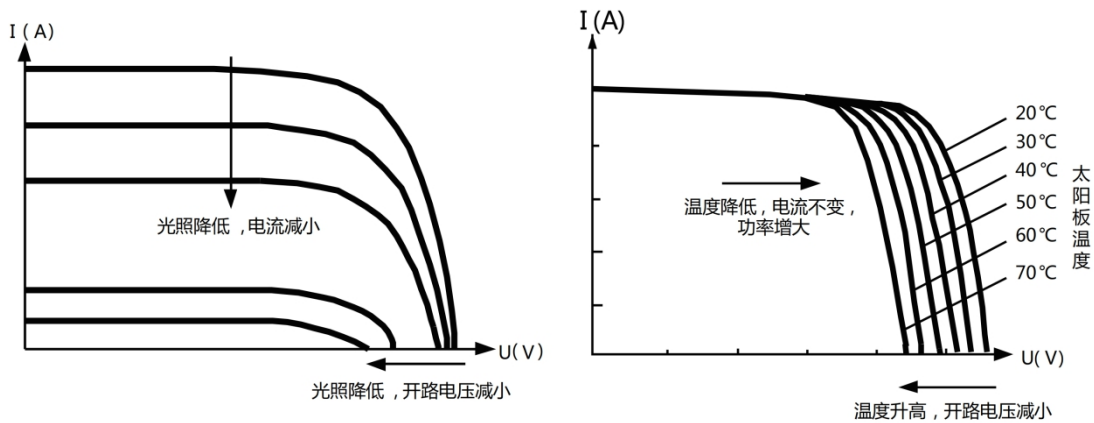 I(A)
光照降低,电流减小
U(V)
光照降低,开路电压减小
I(A)
温度降低,电流不变,
功率增大
20℃
30℃
40℃
50℃
60℃
70℃
太阳板温度
U(V)
温度升高,开路电压减小